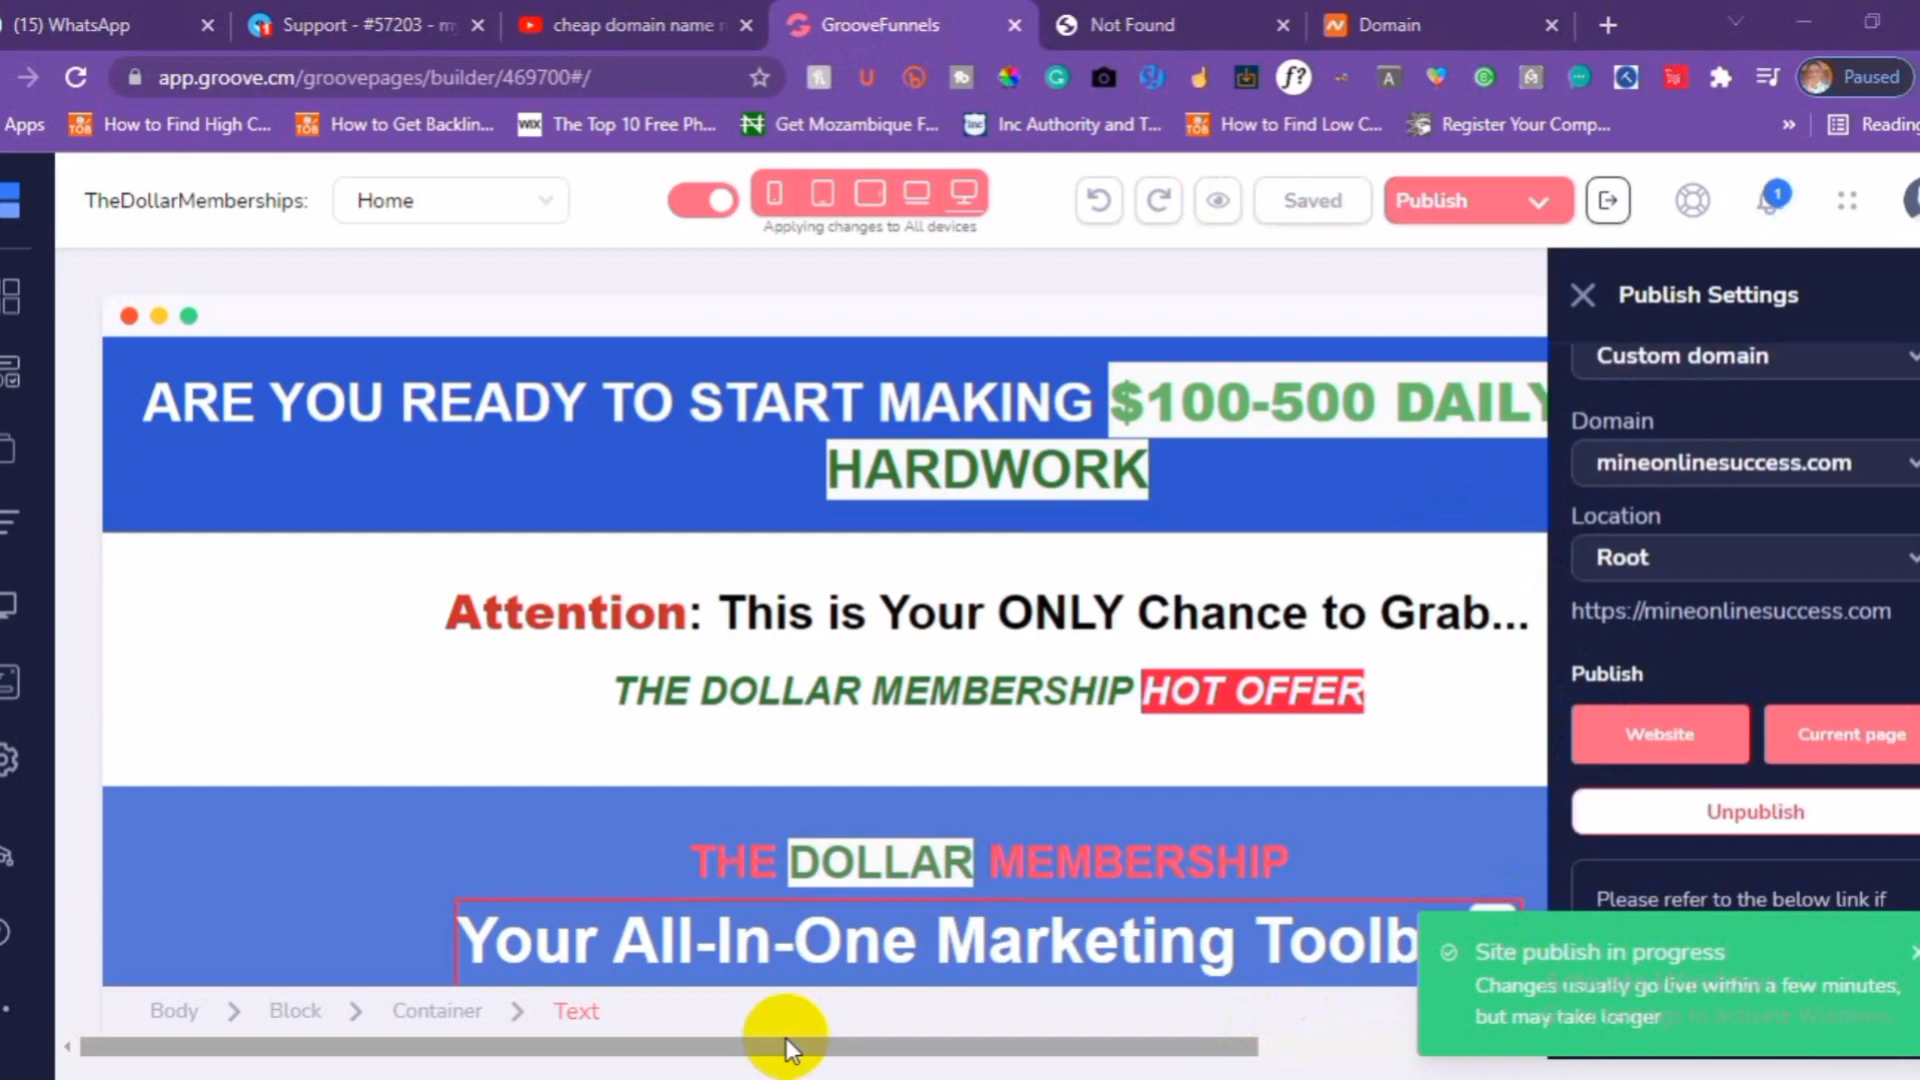 (15) WhatsApp
Support - #57203 - m
cheap domain name r
GrooveFunnels
Not Found
Domain
app.groove.cm/groovepages/builder/469700#/
Paused
Apps
How to Find High C...
How to Get Backlin...
The Top 10 Free Ph...
Get Mozambique F...
Inc Authority and T...
How to Find Low C...
Register Your Comp...
Reading
TheDollarMemberships:
Home
Applying changes to All devices
Saved
Publish
1
Publish Settings
Custom domain
Domain
mineonlinesuccess.com
Location
Root
https://mineonlinesuccess.com
Publish
Website
Current page
Unpublish
Please refer to the below link if
ARE YOU READY TO START MAKING $100-500 DAILY
HARDWORK
Attention: This is Your ONLY Chance to Grab...
THE DOLLAR MEMBERSHIP HOT OFFER
THE DOLLAR MEMBERSHIP
Your All-In-One Marketing Toolb
Site publish in progress
Changes usually go live within a few minutes,
but may take longer
Body
Block
Container
Text